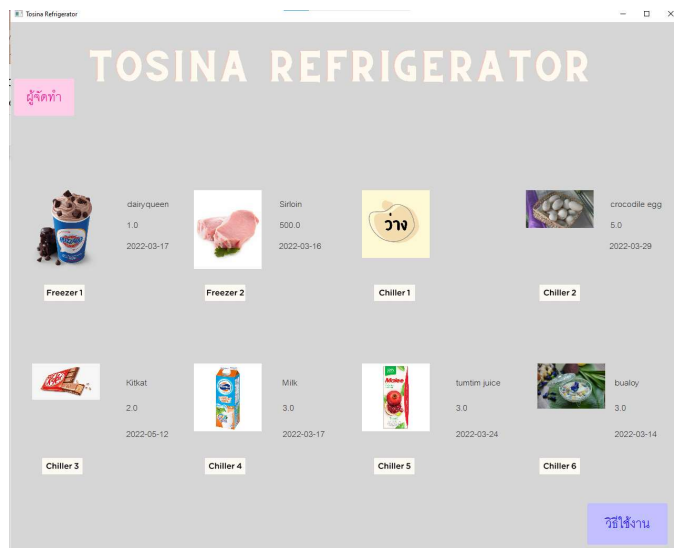 Tosina Refrigerator
TOSINA REFRIGERATOR
ผู้จัดทำ
dairyqueen
1.0
2022-03-17
Freezer 1
Sirloin
500.0
2022-03-16
Freezer 2
ว่าง
Chiller 1
crocodile egg
5.0
2022-03-29
Chiller 2
KitKat
Kitkat
2.0
2022-05-12
Chiller 3
Milk
3.0
2022-03-17
Chiller 4
Malee
tumtim juice
3.0
2022-03-24
Chiller 5
bualoy
3.0
2022-03-14
Chiller 6
วิธีใช้งาน